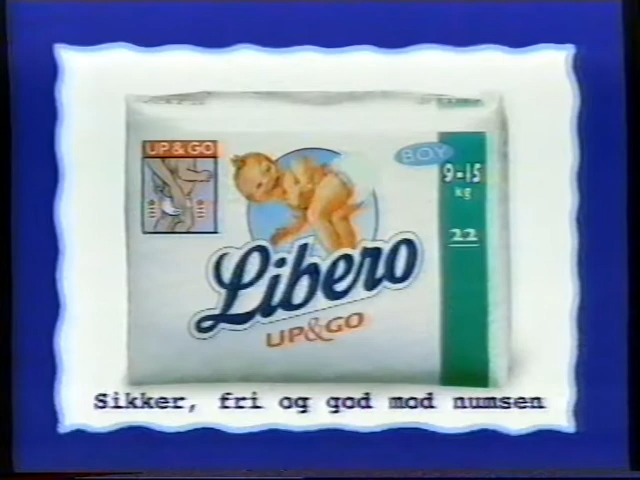 UP & GO
BOY
9-15
kg
22
Libero
UP&GO
Sikker, fri og god mod numsen